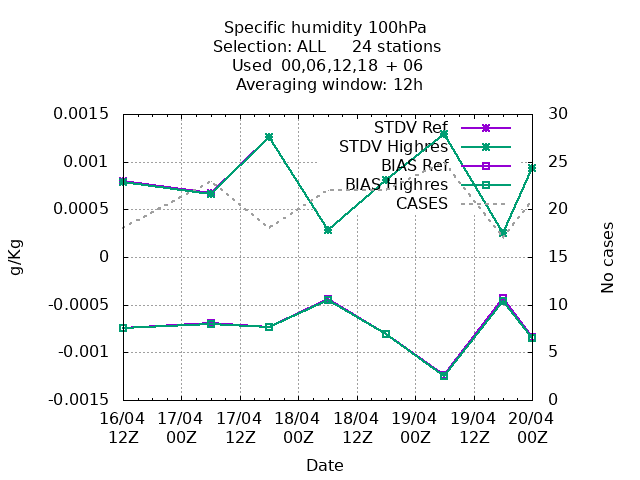 Specific humidity 100hPa
Selection: ALL 24 stations
Used 00,06,12,18 + 06
Averaging window: 12h
STDV Ref
STDV Highres
BIAS Ref
BIAS Highres
CASES
0.0015
0.001
0.0005
0
-0.0005
-0.001
-0.0015
30
25
20
15
10
5
0
g/Kg
No cases
16/04 17/04 17/04 18/04 18/04 19/04 19/04 20/04
12Z 00Z 12Z 00Z 12Z 00Z 12Z 00Z
Date